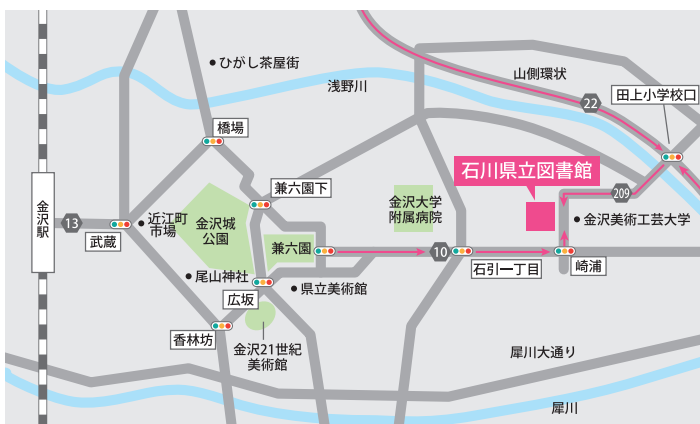 ひがし茶屋街
浅野川
山側環状
22
田上小学校口
橋場
石川県立図書館
209
兼六園下
金沢大学
附属病院
金沢駅
13
武蔵
近江町
市場
金沢城
公園
兼六園
10
石引一丁目
崎浦
金沢美術工芸大学
尾山神社
広坂
県立美術館
香林坊
金沢21世紀
美術館
犀川大通り
犀川